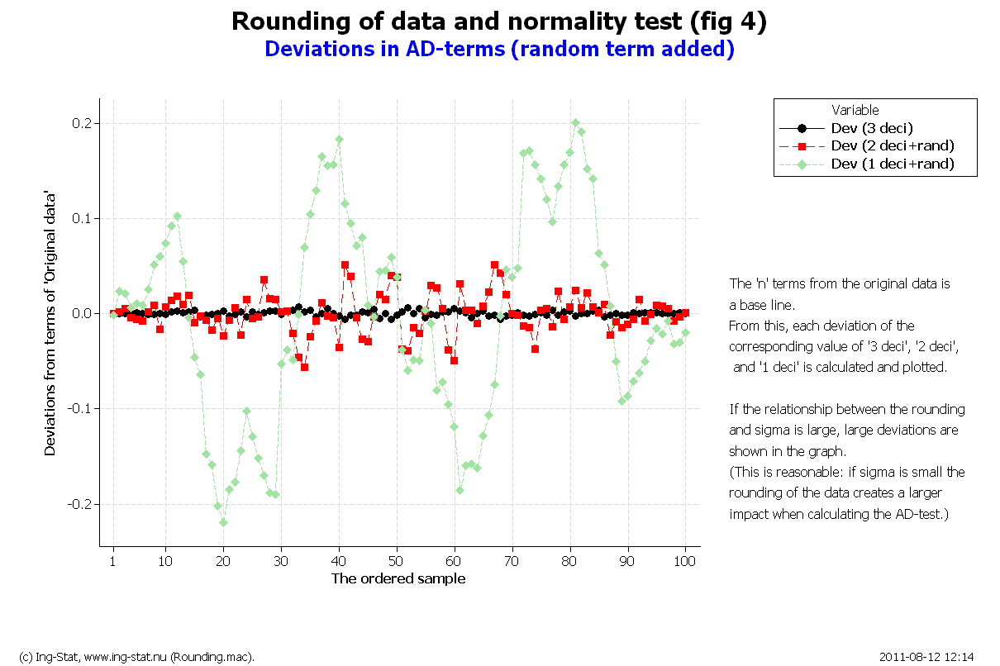 Rounding of data and normality test (fig 4)
Deviations in AD-terms (random term added)
Variable
Dev (3 deci)
Dev (2 deci+rand)
Dev (1 deci+rand)
Deviations from terms of 'Original data'
0.2
0.1
0.0
-0.1
-0.2
1 10 20 30 40 50 60 70 80 90 100
The ordered sample
The 'n' terms from the original data is
a base line.
From this, each deviation of the
corresponding value of '3 deci', '2 deci',
and '1 deci' is calculated and plotted.
If the relationship between the rounding
and sigma is large, large deviations are
shown in the graph.
(This is reasonable: if sigma is small the
rounding of the data creates a larger
impact when calculating the AD-test.)
(c) Ing-Stat, www.ing-stat.nu (Rounding.mac).
2011-08-12 12:14